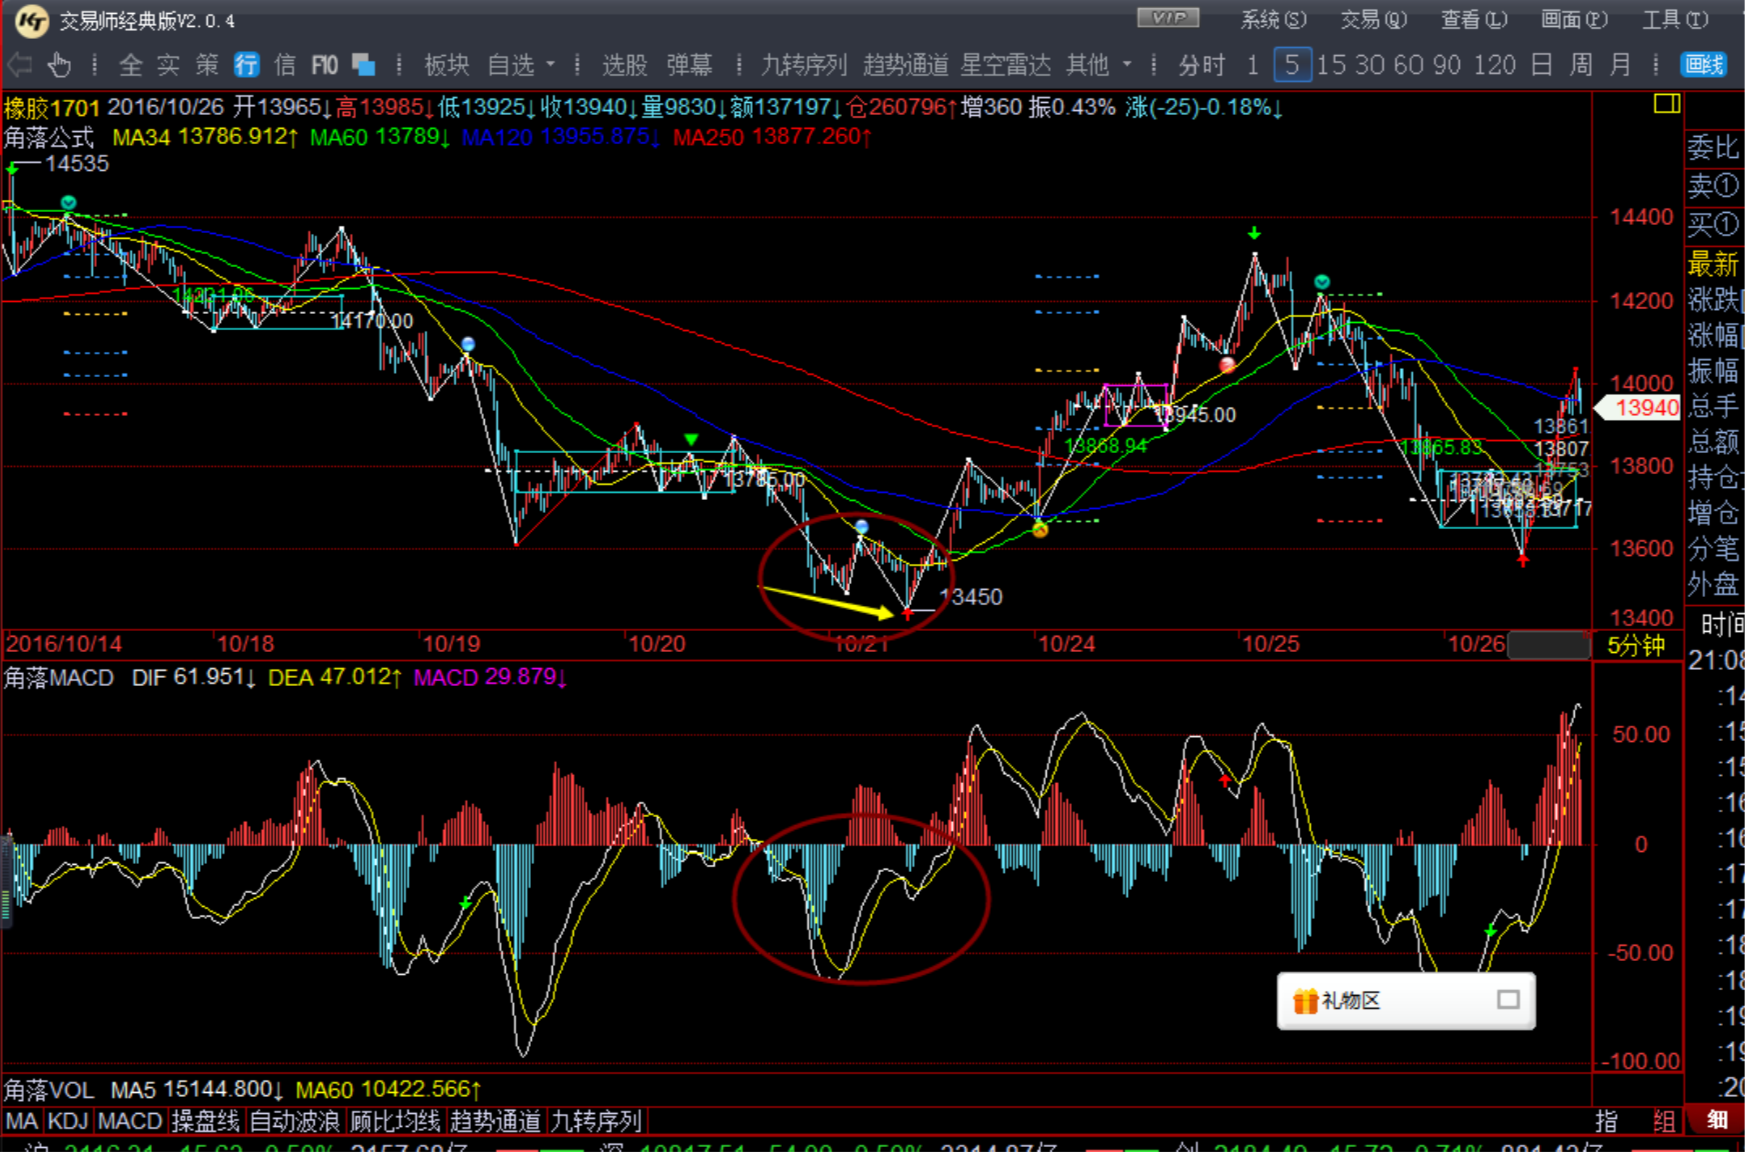 交易师经典版V2.0.4 VIP 系统(S) 交易(Q) 查看(L) 画面(P) 工具(T)
全 实 策 行 信 F10 板块 自选 选股 弹幕 九转序列 趋势通道 星空雷达 其他 分时 1 5 15 30 60 90 120 日 周 月 画线
橡胶1701 2016/10/26 开13965↓高13985↓低13925↓收13940↓量9830↓额137197↓仓260796↑增360 振0.43% 涨(-25)-0.18%↓
角落公式 MA34 13786.912↑ MA60 13789↓ MA120 13955.875↓ MA250 13877.260↑
14535
委比
卖①
买①
最新
涨跌
涨幅
振幅
总手
总额
持仓
增仓
分笔
外盘
14400
14200
14000
13940
13800
13600
13400
14170.00
13785.00
13450
13868.94
13945.00
13865.83
13861
13807
13753
13717
2016/10/14 10/18 10/19 10/20 10/21 10/24 10/25 10/26 5分钟
时间
21:08
角落MACD DIF 61.951↓ DEA 47.012↑ MACD 29.879↓
50.00
0
-50.00
-100.00
礼物区
角落VOL MA5 15144.800↓ MA60 10422.566↑
MA KDJ MACD 操盘线 自动波浪 顾比均线 趋势通道 九转序列 指 组 细